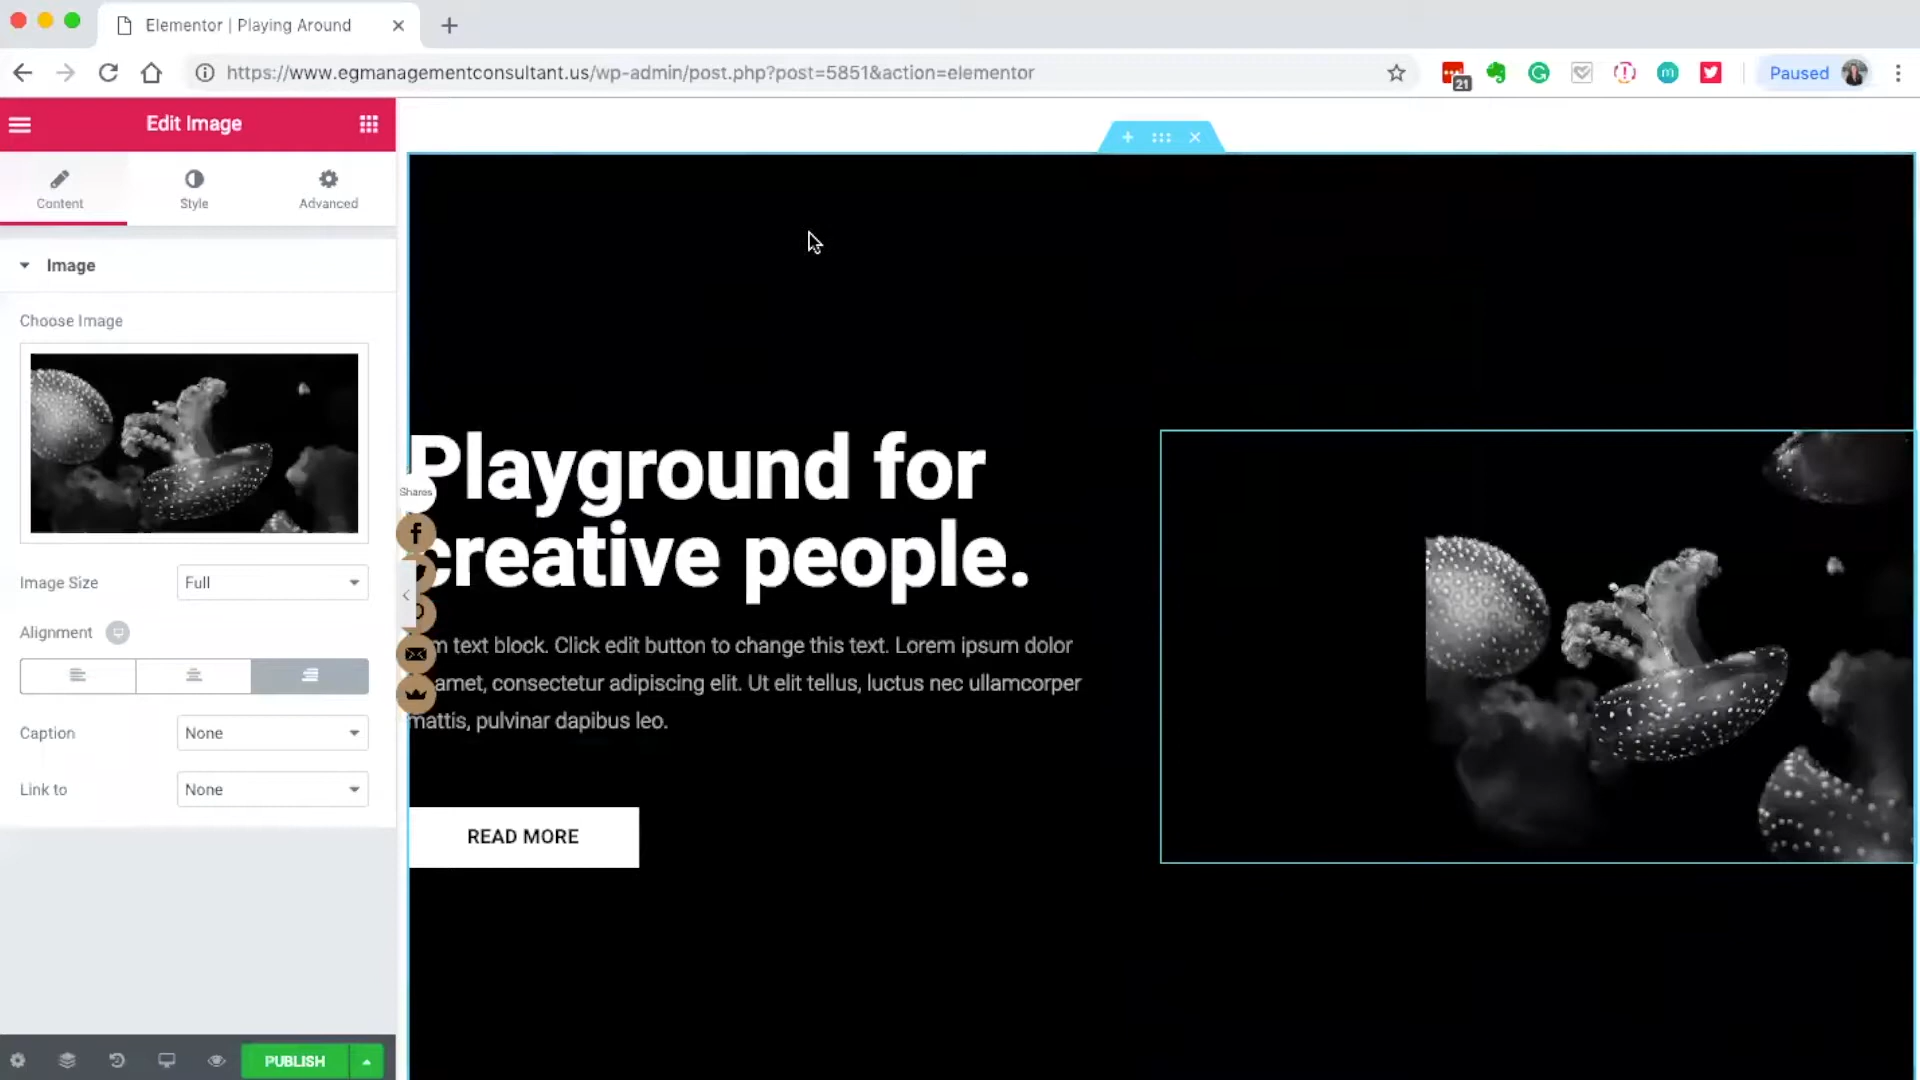 Elementor | Playing Around
https://www.egmanagementconsultant.us/wp-admin/post.php?post=5851&action=elementor
21
m
Paused
Edit Image
Content
Style
Advanced
Image
Choose Image
Image Size
Full
Alignment
Caption
None
Link to
None
PUBLISH
Shares
Playground for
creative people.
m text block. Click edit button to change this text. Lorem ipsum dolor
amet, consectetur adipiscing elit. Ut elit tellus, luctus nec ullamcorper
mattis, pulvinar dapibus leo.
READ MORE